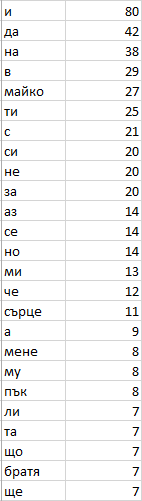 и 80
да 42
на 38
в 29
майко 27
ти 25
с 21
си 20
не 20
за 20
аз 14
се 14
но 14
ми 13
че 12
сърце 11
а 9
мене 8
му 8
пък 8
ли 7
та 7
що 7
братя 7
ще 7